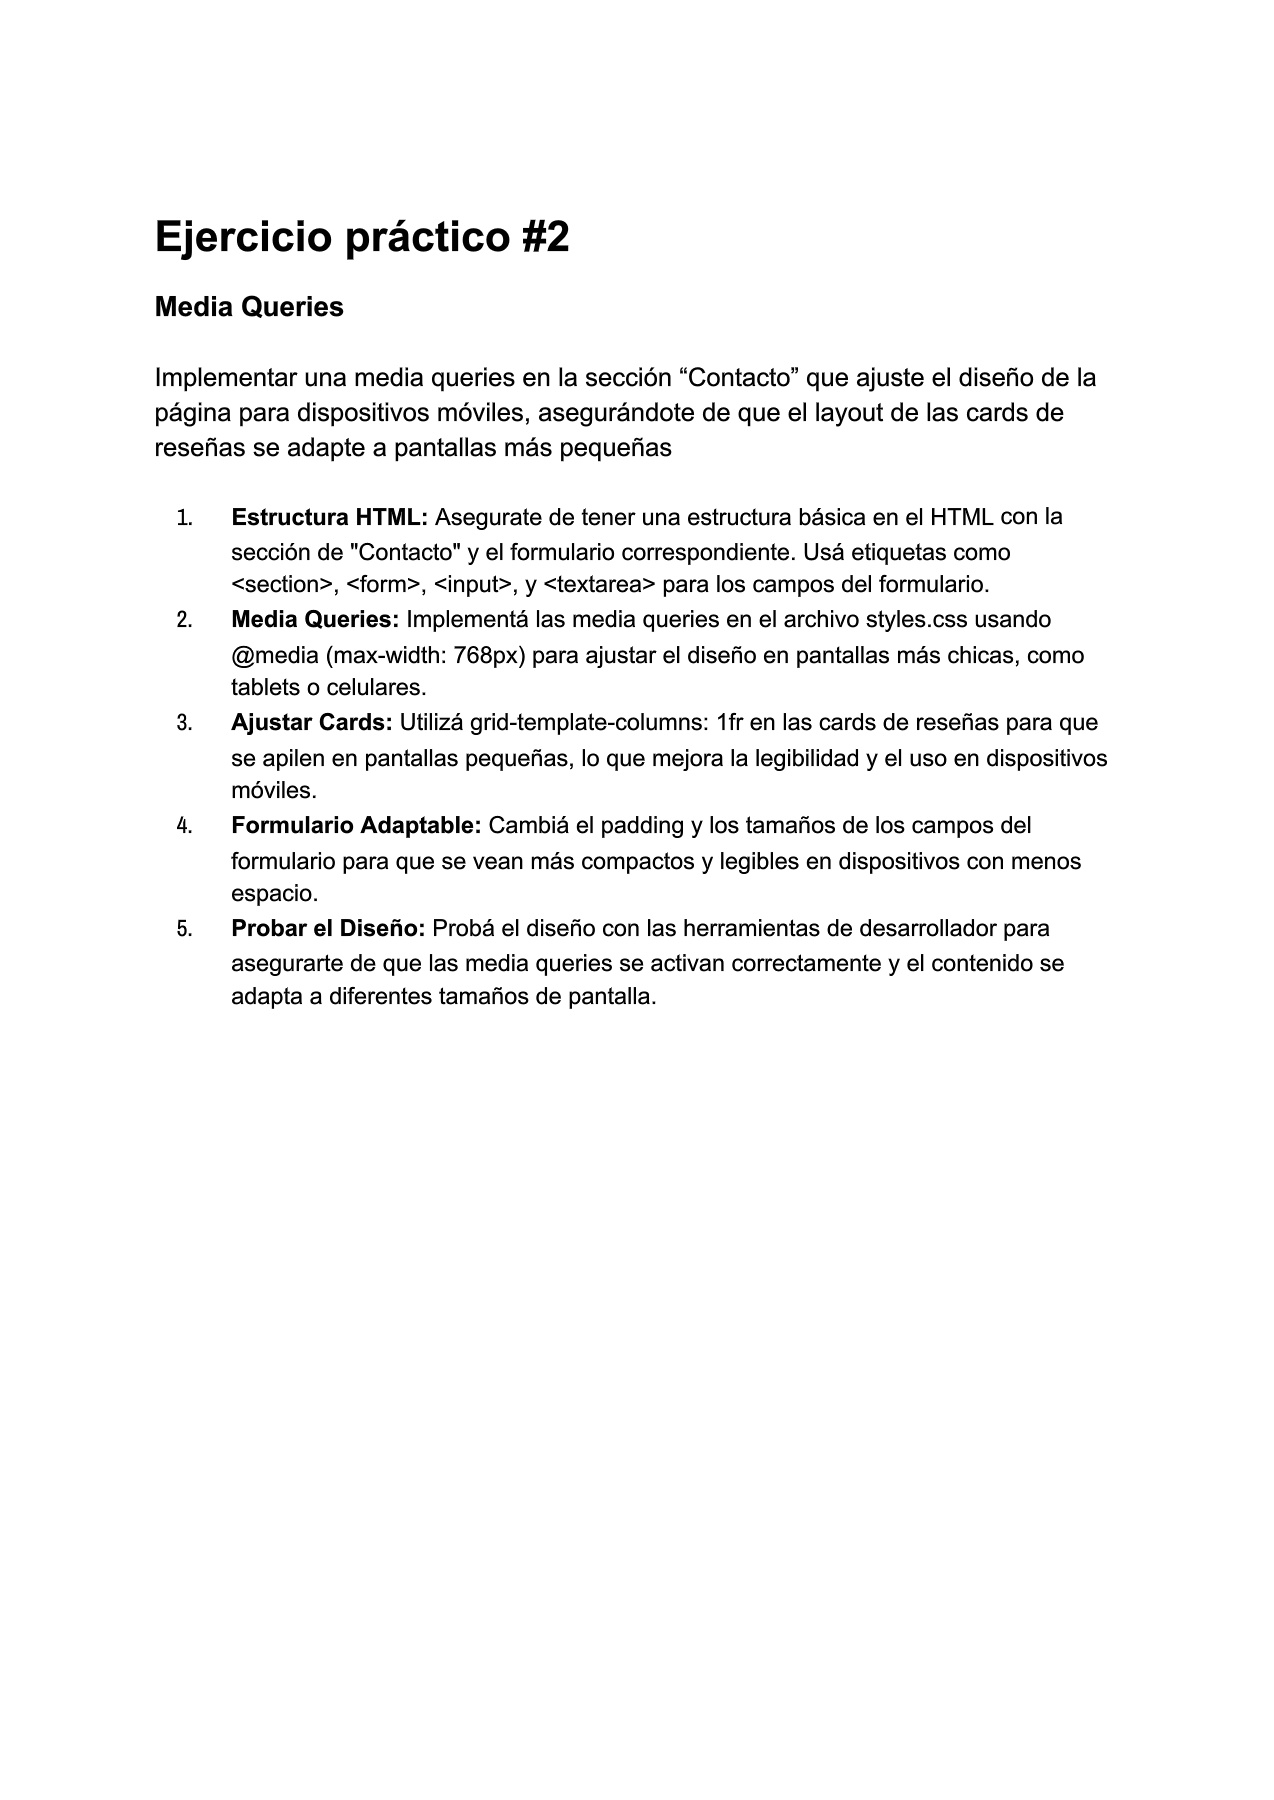 Ejercicio práctico #2
Media Queries
Implementar una media queries en la sección “Contacto” que ajuste el diseño de la
página para dispositivos móviles, asegurándote de que el layout de las cards de
reseñas se adapte a pantallas más pequeñas
1. Estructura HTML: Asegurate de tener una estructura básica en el HTML con la
sección de "Contacto" y el formulario correspondiente. Usá etiquetas como
<section>, <form>, <input>, y <textarea> para los campos del formulario.
2. Media Queries: Implementá las media queries en el archivo styles.css usando
@media (max-width: 768px) para ajustar el diseño en pantallas más chicas, como
tablets o celulares.
3. Ajustar Cards: Utilizá grid-template-columns: 1fr en las cards de reseñas para que
se apilen en pantallas pequeñas, lo que mejora la legibilidad y el uso en dispositivos
móviles.
4. Formulario Adaptable: Cambiá el padding y los tamaños de los campos del
formulario para que se vean más compactos y legibles en dispositivos con menos
espacio.
5. Probar el Diseño: Probá el diseño con las herramientas de desarrollador para
asegurarte de que las media queries se activan correctamente y el contenido se
adapta a diferentes tamaños de pantalla.